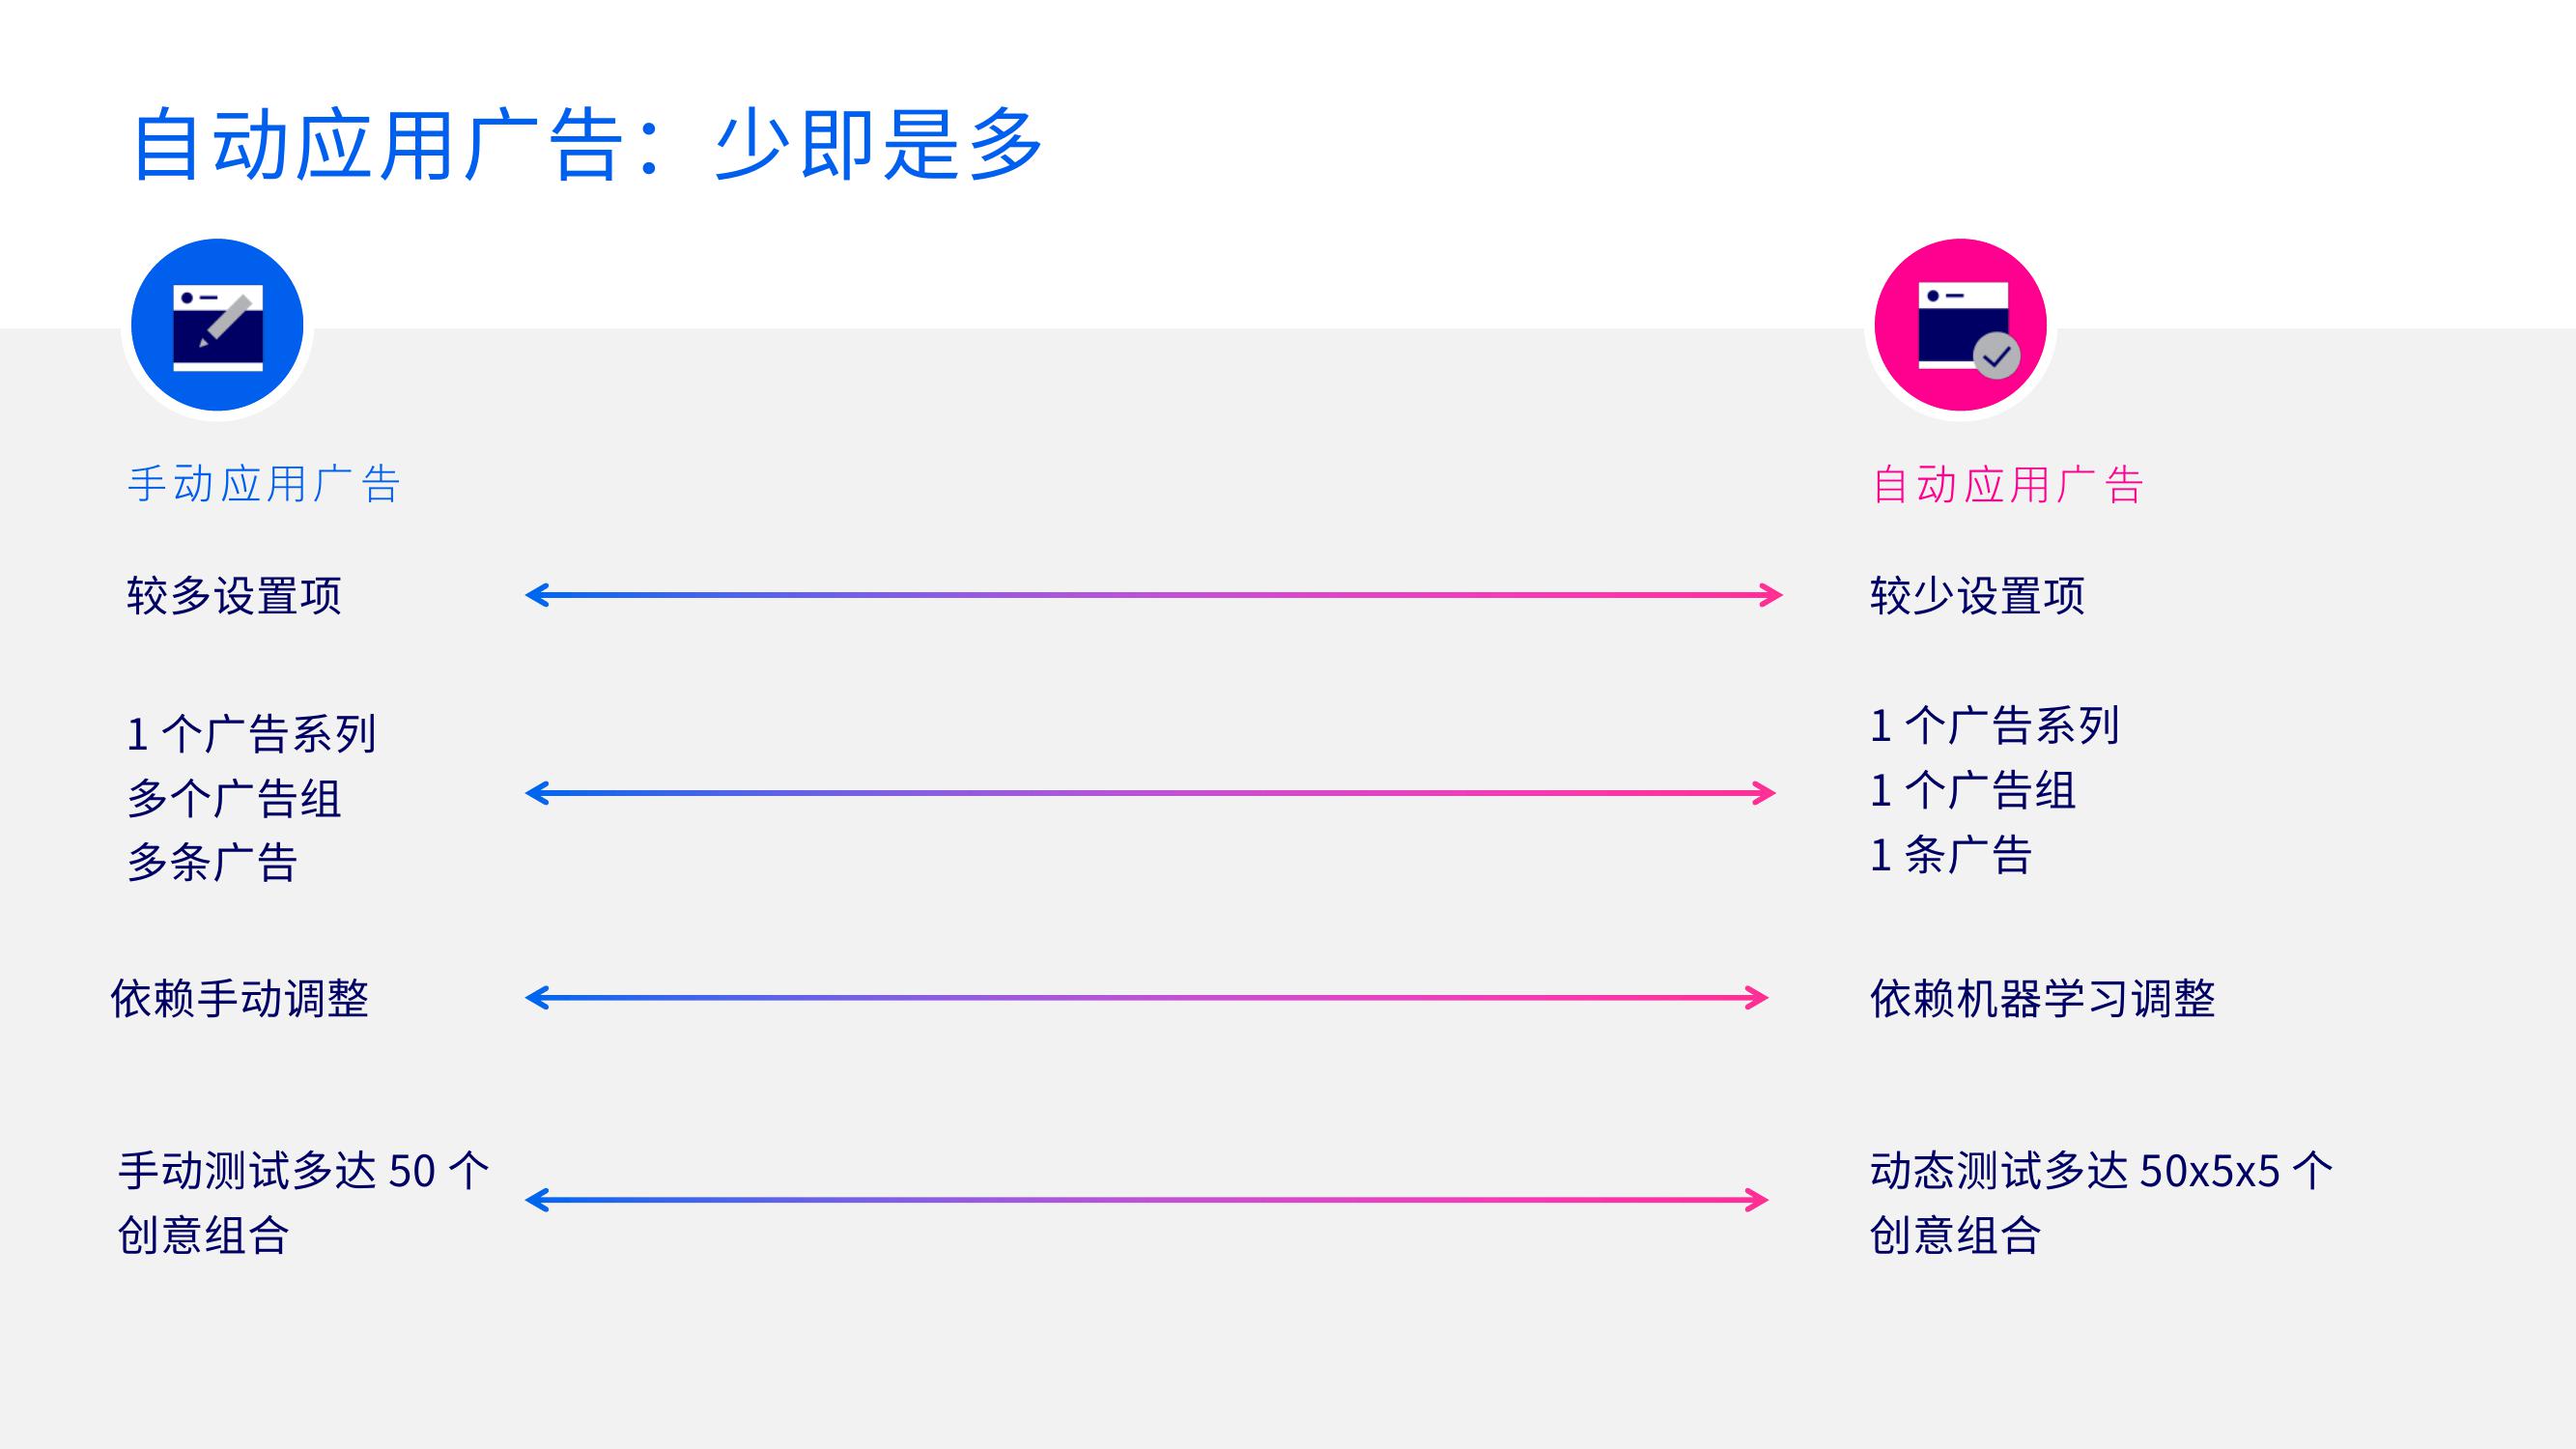 自动应用广告：少即是多
手动应用广告
自动应用广告
较多设置项
较少设置项
1 个广告系列
多个广告组
多条广告
1 个广告系列
1 个广告组
1 条广告
依赖手动调整
依赖机器学习调整
手动测试多达 50 个
创意组合
动态测试多达 50x5x5 个
创意组合